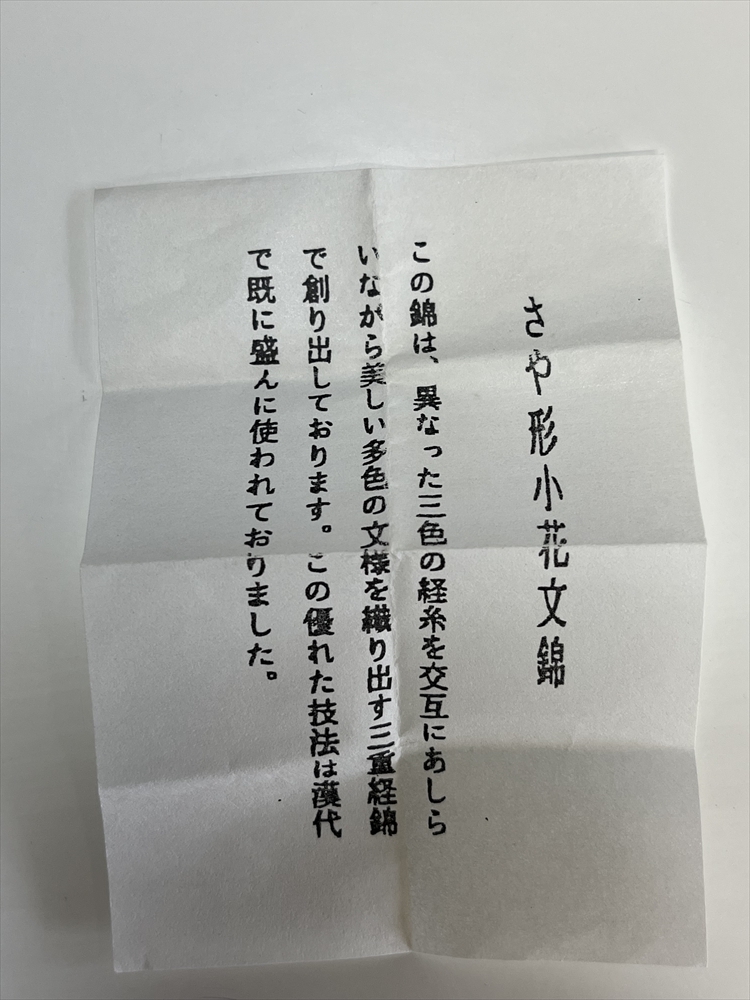 さや形小花文錦
この錦は、異なった三色の経糸を交互にあしら
いながら美しい多色の文様を織り出す三重経錦
で創り出しております。この優れた技法は漢代
で既に盛んに使われておりました。